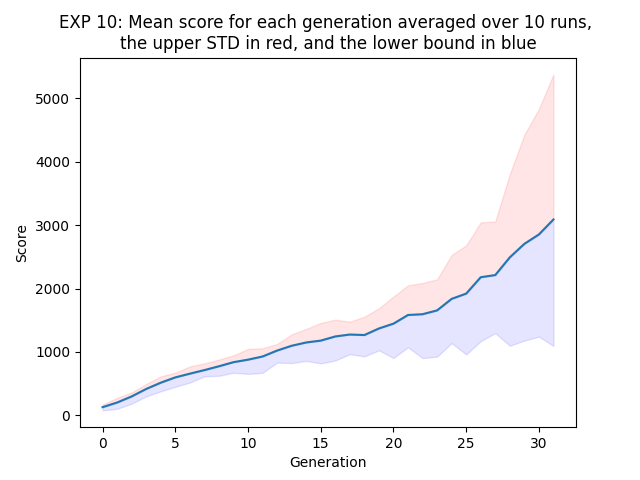 EXP 10: Mean score for each generation averaged over 10 runs,
the upper STD in red, and the lower bound in blue
5000
4000
3000
2000
1000
0
Score
0 5 10 15 20 25 30
Generation